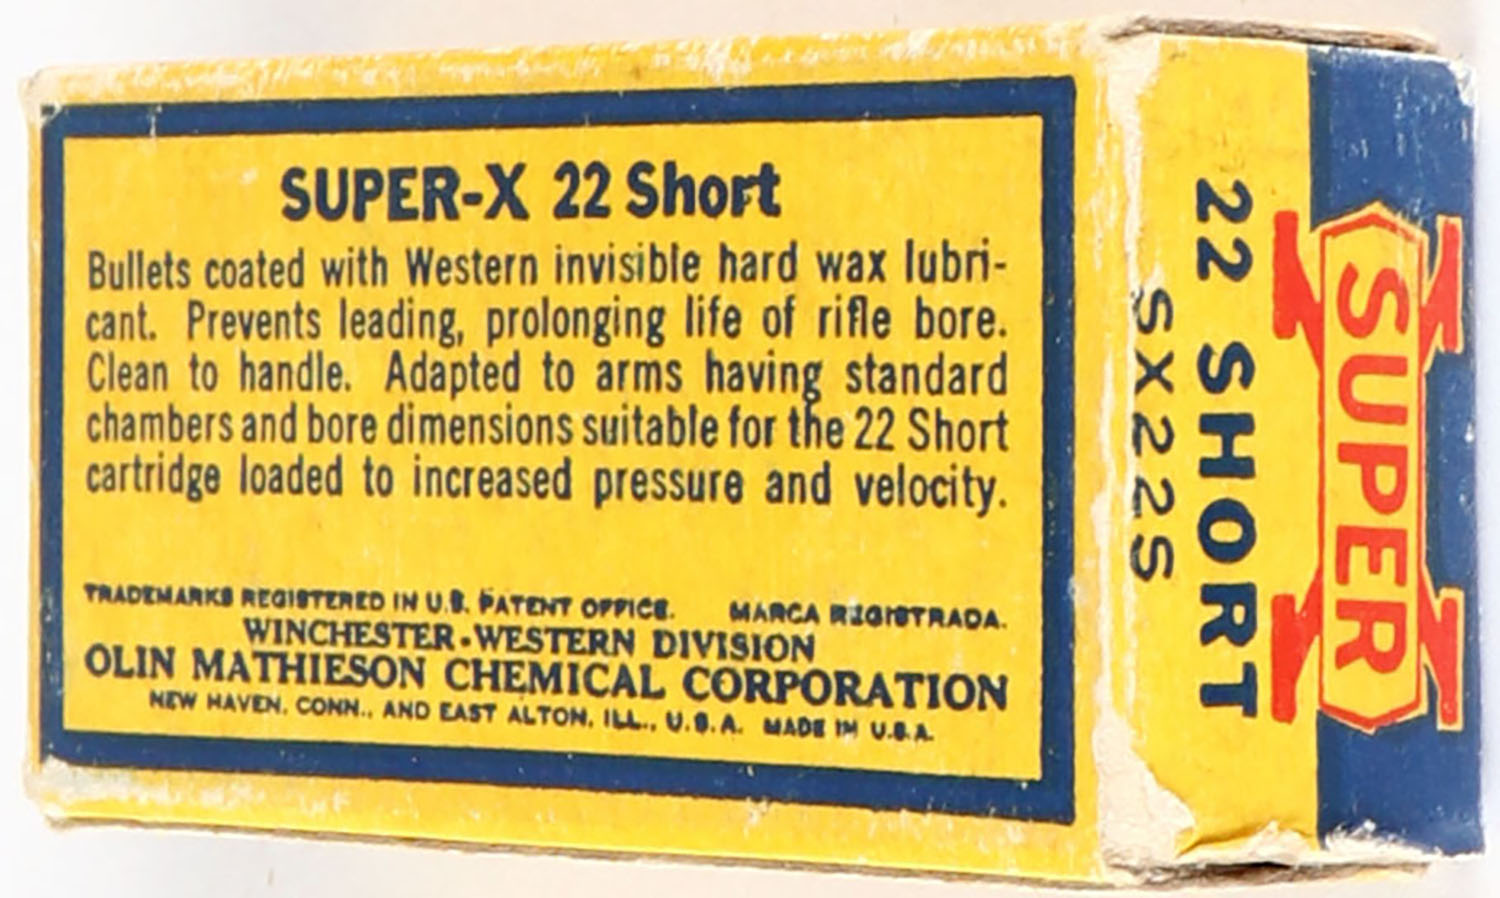 SUPER-X 22 Short
Bullets coated with Western invisible hard wax lubri-
cant. Prevents leading, prolonging life of rifle bore.
Clean to handle. Adapted to arms having standard
chambers and bore dimensions suitable for the 22 Short
cartridge loaded to increased pressure and velocity.
TRADEMARKS REGISTERED IN U.S. PATENT OFFICE. MARCA REGISTRADA.
WINCHESTER-WESTERN DIVISION
OLIN MATHIESON CHEMICAL CORPORATION
NEW HAVEN, CONN., AND EAST ALTON, ILL., U.S.A. MADE IN U.S.A.
SUPER X
22 SHORT
SX22S